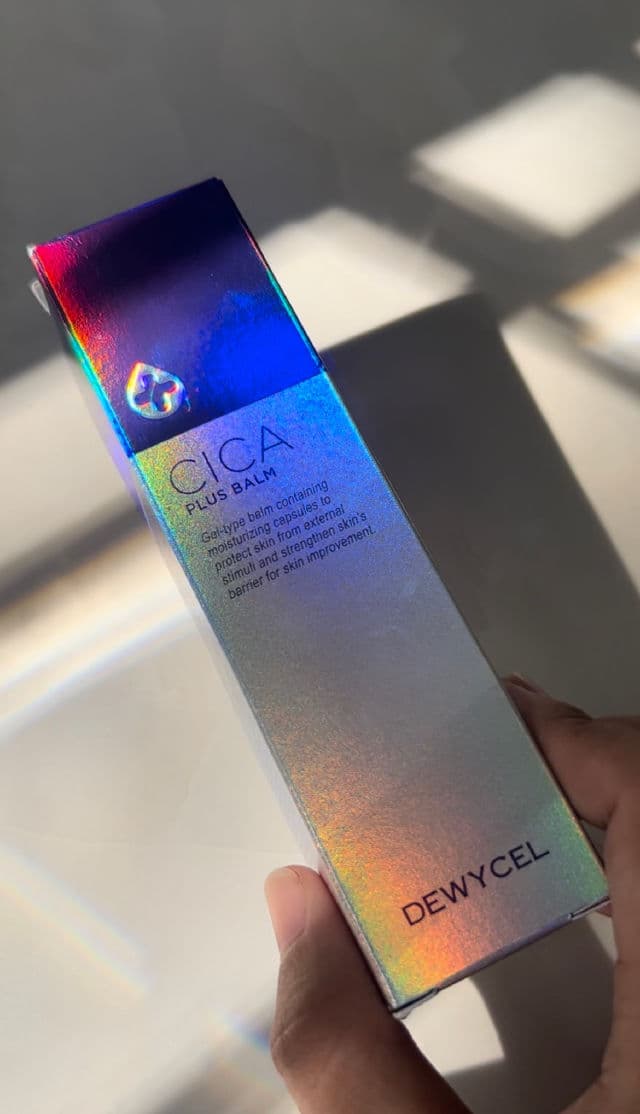 CICA
PLUS BALM
Gel-type balm containing
moisturizing capsules to
protect skin from external
stimuli and strengthen skin's
barrier for skin improvement.
DEWYCEL